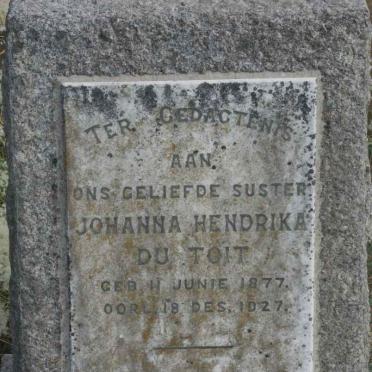 TER GEDACTENIS
AAN
ONS GELIEFDE SUSTER
JOHANNA HENDRIKA
DU TOIT
GEB. 11 JUNIE 1877.
OORL. 18 DES. 1927.